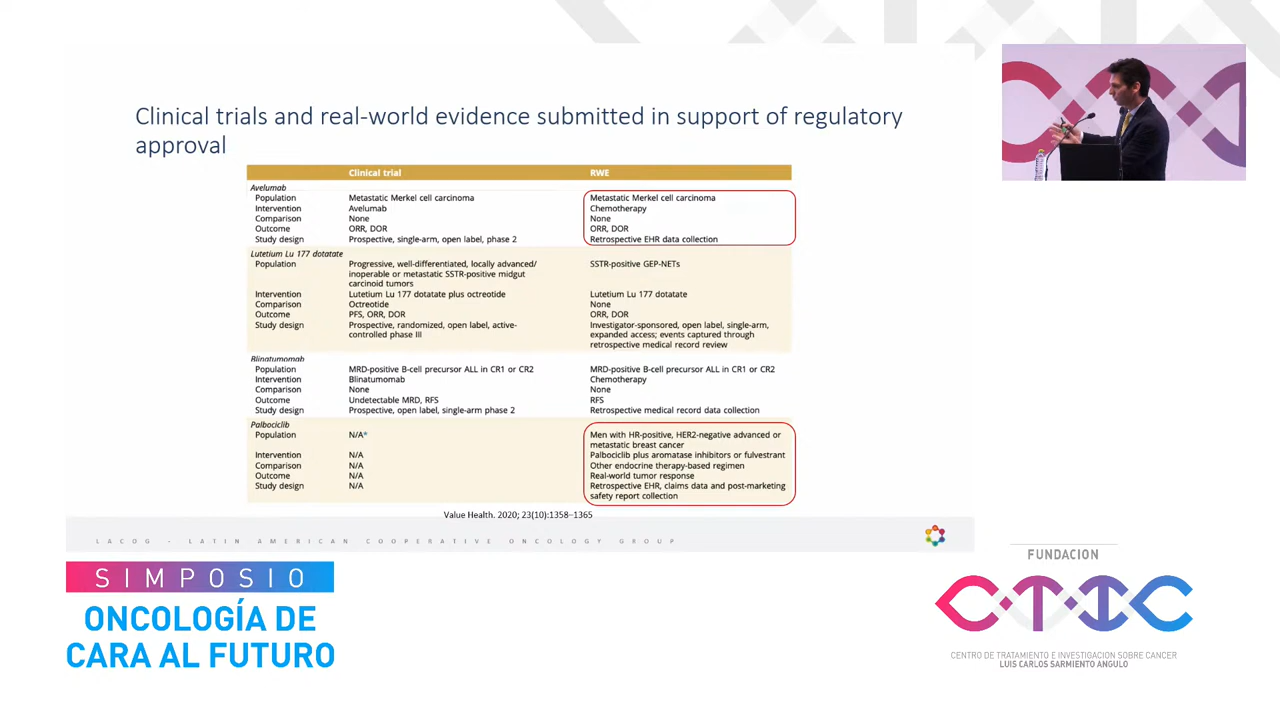 Clinical trials and real-world evidence submitted in support of regulatory
approval
Clinical trial RWE
Avelumab
Population Metastatic Merkel cell carcinoma Metastatic Merkel cell carcinoma
Intervention Avelumab Chemotherapy
Comparison None None
Outcome ORR, DOR ORR, DOR
Study design Prospective, single-arm, open label, phase 2 Retrospective EHR data collection
Lutetium Lu 177 dotatate
Population Progressive, well-differentiated, locally advanced/ SSTR-positive GEP-NETs
inoperable or metastatic SSTR-positive midgut
carcinoid tumors
Intervention Lutetium Lu 177 dotatate plus octreotide Lutetium Lu 177 dotatate
Comparison Octreotide None
Outcome PFS, ORR, DOR ORR, DOR
Study design Prospective, randomized, open label, active- Investigator-sponsored, open label, single-arm,
controlled phase III expanded access; events captured through
retrospective medical record review
Blinatumomab
Population MRD-positive B-cell precursor ALL in CR1 or CR2 MRD-positive B-cell precursor ALL in CR1 or CR2
Intervention Blinatumomab Chemotherapy
Comparison None None
Outcome Undetectable MRD, RFS RFS
Study design Prospective, open label, single-arm phase 2 Retrospective medical record data collection
Palbociclib
Population N/A* Men with HR-positive, HER2-negative advanced or
metastatic breast cancer
Intervention N/A Palbociclib plus aromatase inhibitors or fulvestrant
Comparison N/A Other endocrine therapy-based regimen
Outcome N/A Real-world tumor response
Study design N/A Retrospective EHR, claims data and post-marketing
safety report collection
Value Health. 2020; 23(10):1358–1365
LACOG - LATIN AMERICAN COOPERATIVE ONCOLOGY GROUP
SIMPOSIO
ONCOLOGÍA DE
CARA AL FUTURO
FUNDACION
CTIC
CENTRO DE TRATAMIENTO E INVESTIGACION SOBRE CANCER
LUIS CARLOS SARMIENTO ANGULO